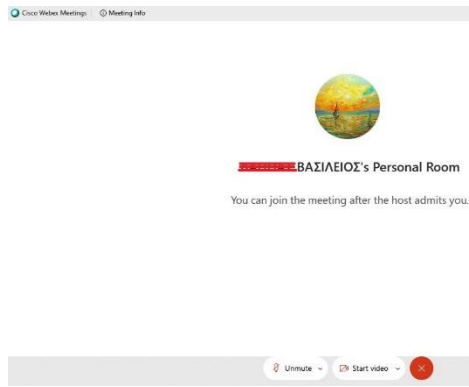 Cisco Webex Meetings Meeting Info
ΒΑΣΙΛΕΙΟΣ's Personal Room
You can join the meeting after the host admits you.
Unmute Start video